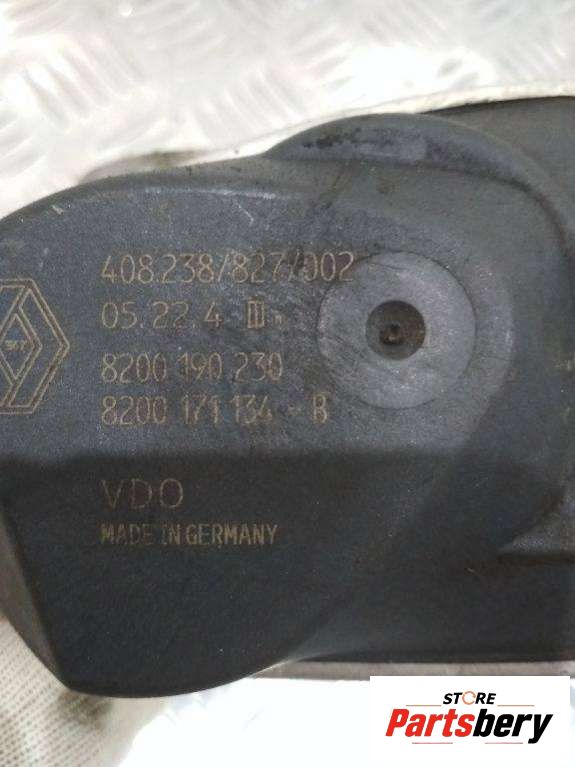 408.238/827/002
05.22.4 III
8200 190 230
8200 171 134 - B
VDO
MADE IN GERMANY
STORE
Partsbery